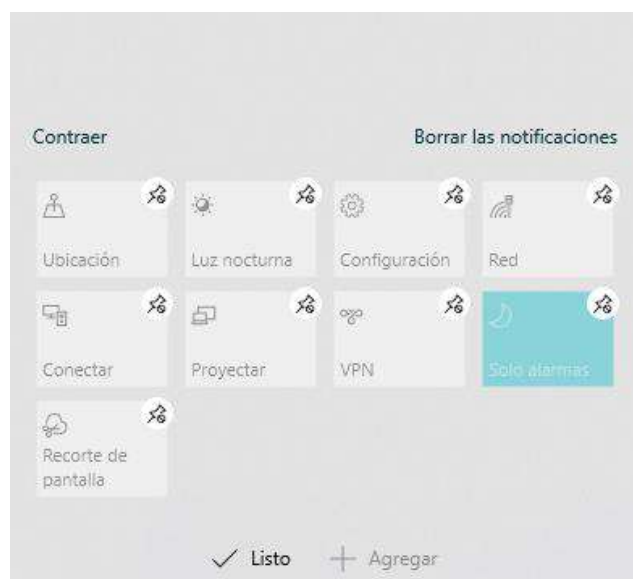 Contraer
Borrar las notificaciones
Ubicación
Luz nocturna
Configuración
Red
Conectar
Proyectar
VPN
Solo alarmas
Recorte de
pantalla
Listo
Agregar